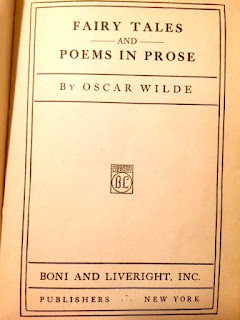 FAIRY TALES
AND
POEMS IN PROSE
BY OSCAR WILDE
BL
BONI AND LIVERIGHT, INC.
PUBLISHERS ∴ NEW YORK